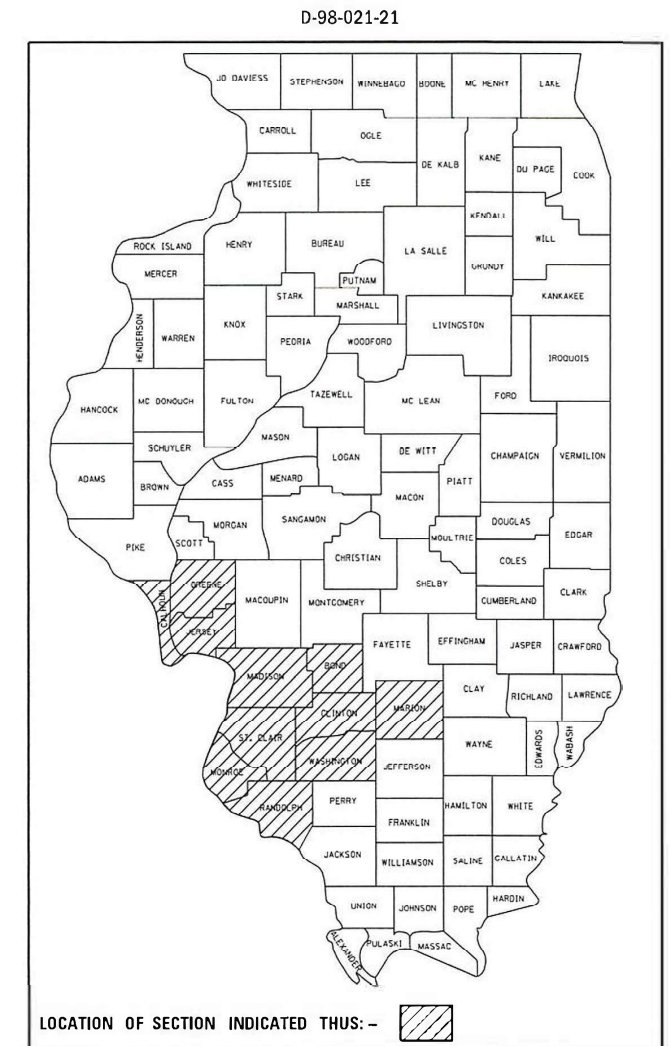 D-98-021-21
JO DAVIESS STEPHENSON WINNEBAGO BOONE MC HENRY LAKE
CARROLL OGLE
DE KALB KANE DU PAGE COOK
WHITESIDE LEE
KENDALL
ROCK ISLAND HENRY BUREAU LA SALLE WILL
MERCER GRUNDY
PUTNAM
STARK MARSHALL KANKAKEE
HENDERSON WARREN KNOX PEORIA WOODFORD LIVINGSTON
IROQUOIS
HANCOCK MC DONOUGH FULTON TAZEWELL MC LEAN FORD
MASON
SCHUYLER LOGAN DE WITT CHAMPAIGN VERMILION
ADAMS BROWN CASS MENARD PIATT
MACON
MORGAN SANGAMON DOUGLAS
PIKE SCOTT MOULTRIE EDGAR
CHRISTIAN COLES
GREENE SHELBY
CALHOUN MACOUPIN MONTGOMERY CUMBERLAND CLARK
JERSEY FAYETTE EFFINGHAM JASPER CRAWFORD
MADISON BOND
CLAY RICHLAND LAWRENCE
CLINTON MARION
ST. CLAIR WAYNE EDWARDS WABASH
WASHINGTON JEFFERSON
MONROE
RANDOLPH PERRY HAMILTON WHITE
FRANKLIN
JACKSON WILLIAMSON SALINE GALLATIN
UNION JOHNSON POPE HARDIN
ALEXANDER PULASKI MASSAC
LOCATION OF SECTION INDICATED THUS: -